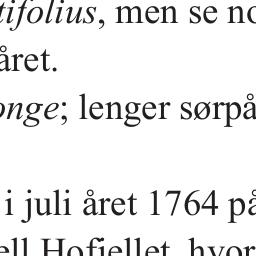 tifolius, men se no
året.
onge; lenger sørpå
i juli året 1764 på
ell Hofjellet, hvor